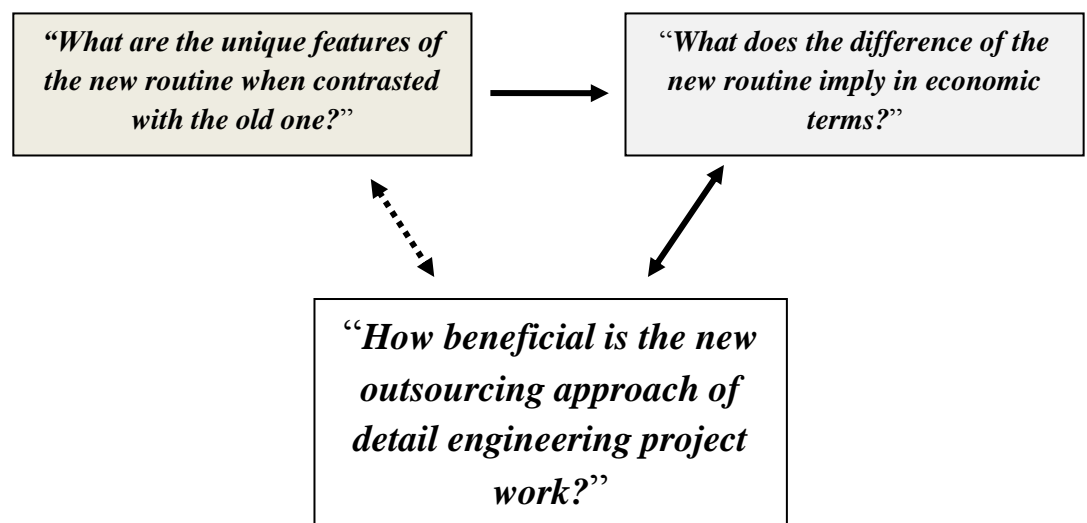 “What are the unique features of
the new routine when contrasted
with the old one?”
“What does the difference of the
new routine imply in economic
terms?”
“How beneficial is the new
outsourcing approach of
detail engineering project
work?”